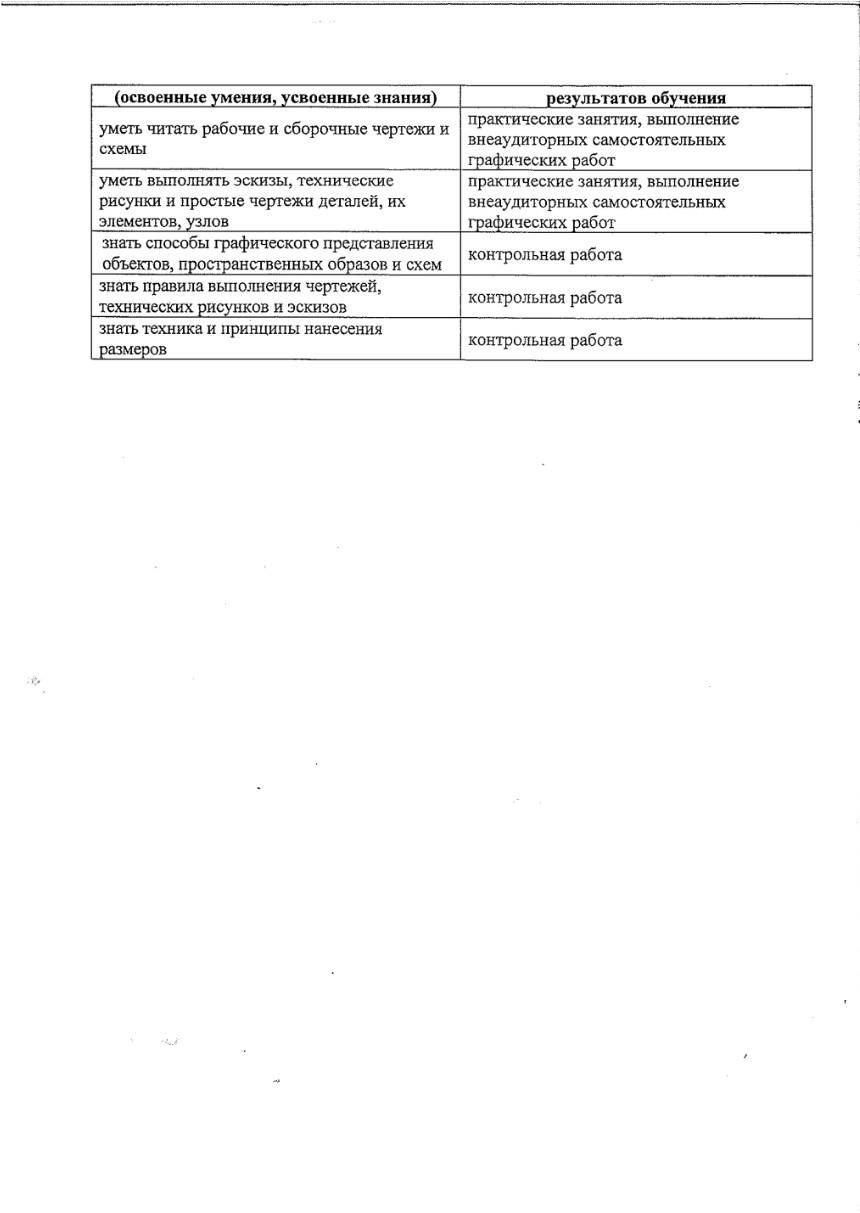 (освоенные умения, усвоенные знания)
результатов обучения
уметь читать рабочие и сборочные чертежи и
схемы
практические занятия, выполнение
внеаудиторных самостоятельных
графических работ
уметь выполнять эскизы, технические
рисунки и простые чертежи деталей, их
элементов, узлов
практические занятия, выполнение
внеаудиторных самостоятельных
графических работ
знать способы графического представления
объектов, пространственных образов и схем
контрольная работа
знать правила выполнения чертежей,
технических рисунков и эскизов
контрольная работа
знать техника и принципы нанесения
размеров
контрольная работа